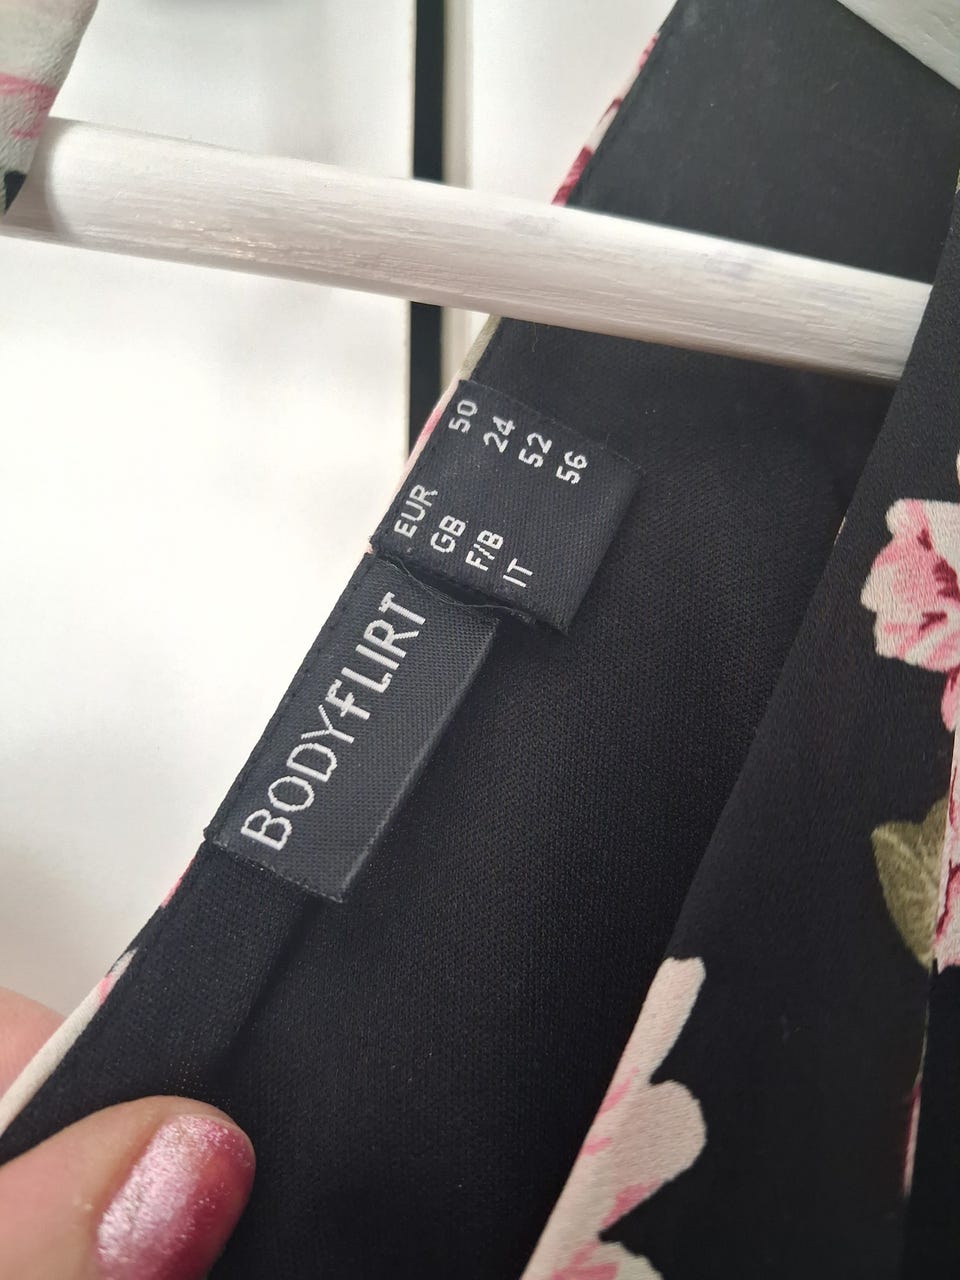 BODYFLIRT
EUR 50
GB 24
F/B 52
IT 56